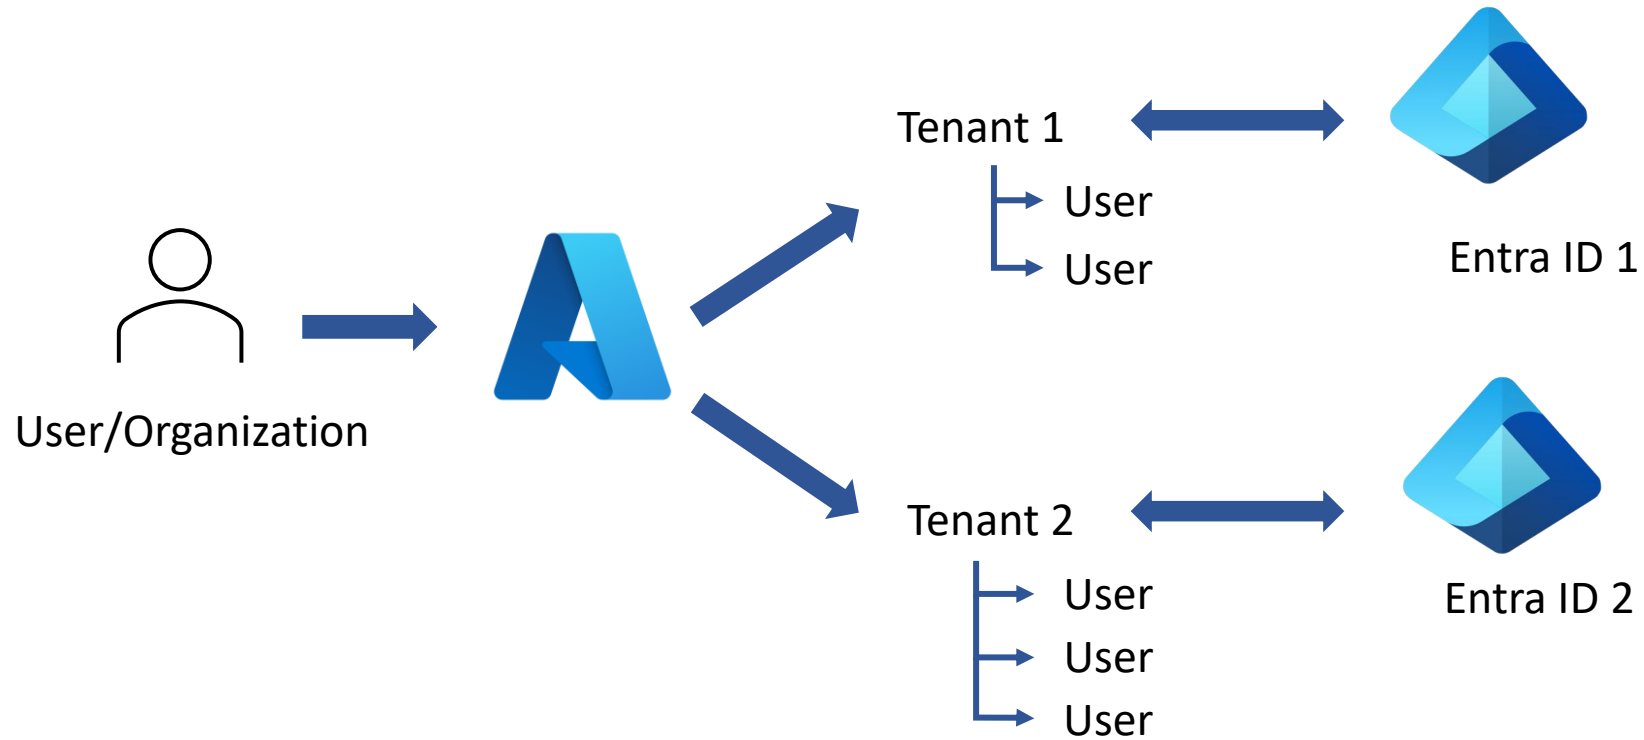 Tenant 1
User
User
Entra ID 1
User/Organization
Tenant 2
User
User
User
Entra ID 2